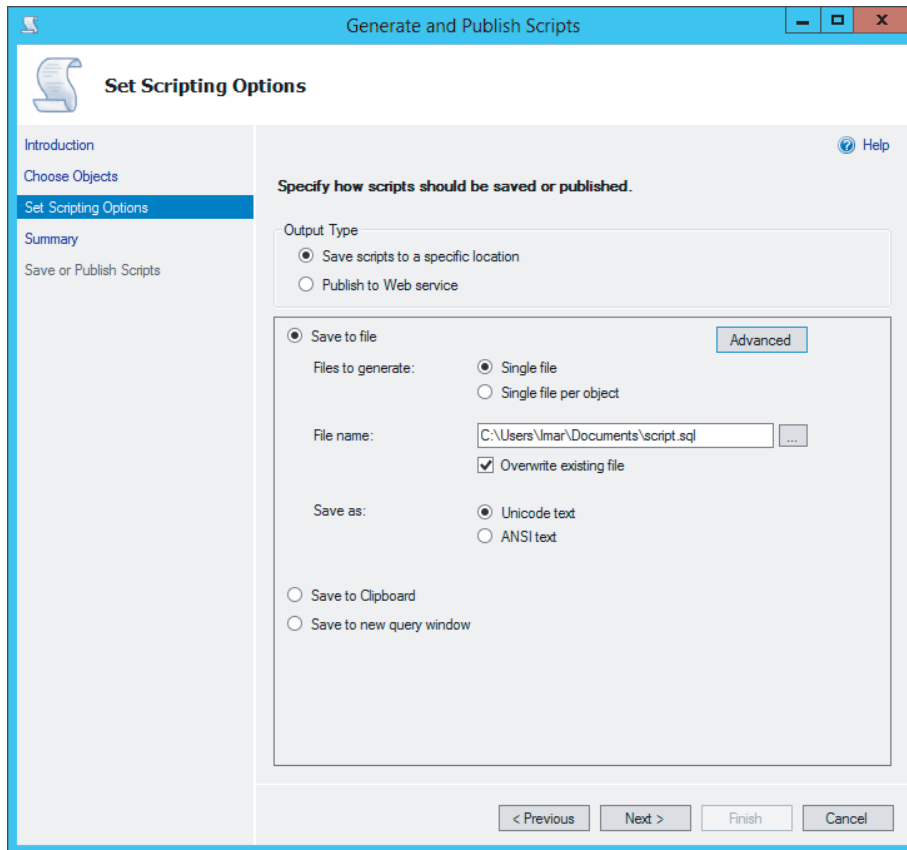 Generate and Publish Scripts
Set Scripting Options
Introduction
Choose Objects
Set Scripting Options
Summary
Save or Publish Scripts
Help
Specify how scripts should be saved or published.
Output Type
Save scripts to a specific location
Publish to Web service
Save to file
Advanced
Files to generate:
Single file
Single file per object
File name:
C:\Users\Imar\Documents\script.sql
...
Overwrite existing file
Save as:
Unicode text
ANSI text
Save to Clipboard
Save to new query window
< Previous
Next >
Finish
Cancel